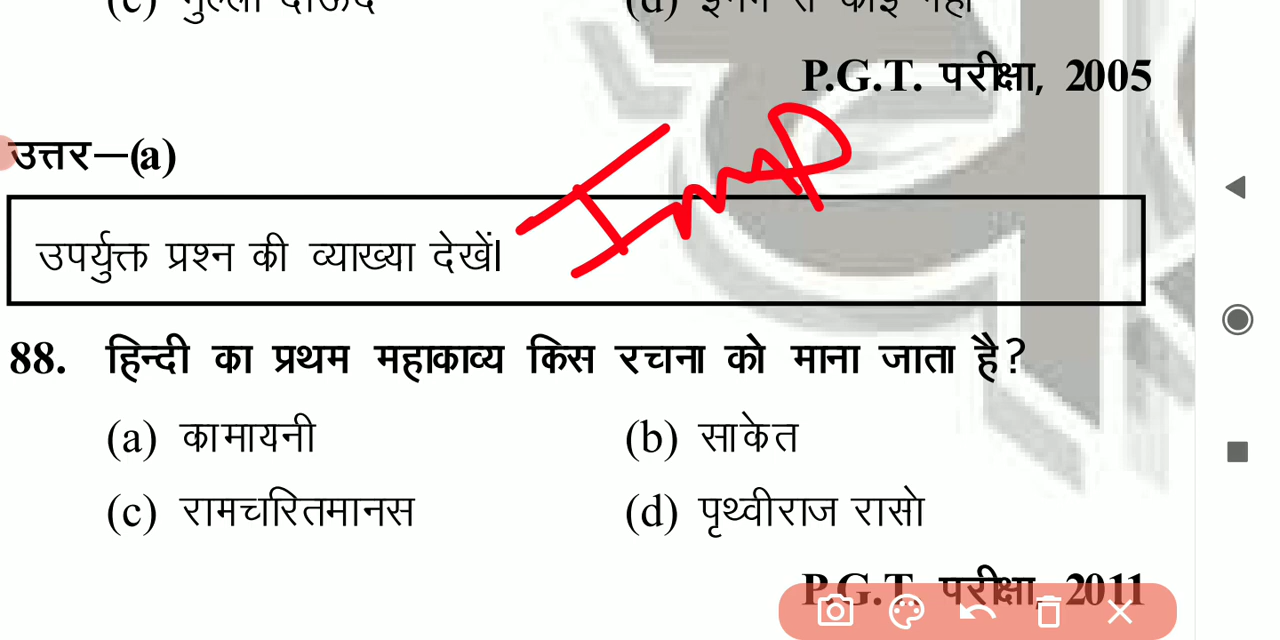 P.G.T. परीक्षा, 2005
उत्तर–(a)
Imp
उपर्युक्त प्रश्न की व्याख्या देखें।
88. हिन्दी का प्रथम महाकाव्य किस रचना को माना जाता है?
(a) कामायनी (b) साकेत
(c) रामचरितमानस (d) पृथ्वीराज रासो
P.G.T. परीक्षा, 2011